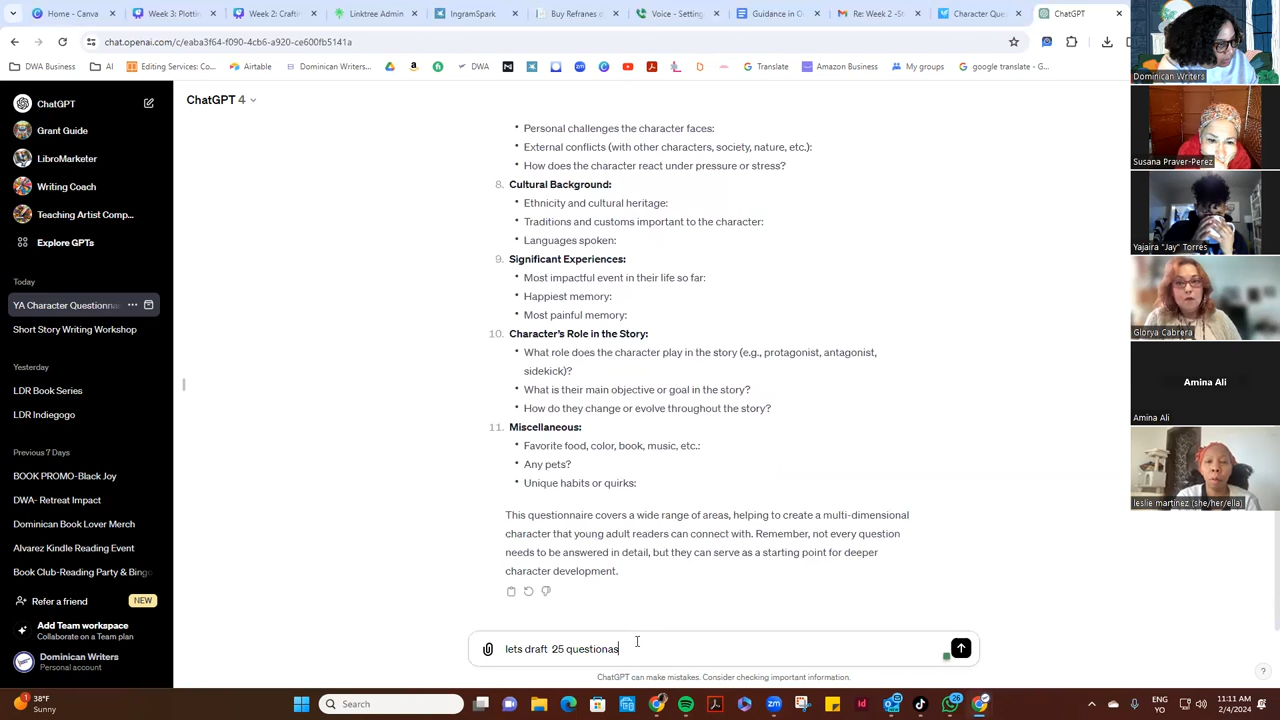 Canva
Week 3: Plottin
Week 2: Crafti
Linktree Admin
IngramSpark
Jay Refranes.d
Voice - Setting
Guidance in C
Re: Week
Character Ques
ChatGPT
chat.openai.com/c/eaba3f64-f090-4cb6-a920-ce600fb5141a
DWA Business
AI
Editing Services: Co...
Airtable
Dominican Writers...
DWA
Translate
Amazon Business
My groups
google translate - G...
ChatGPT
Grant Guide
LibroMarketer
Writing Coach
Teaching Artist Comp...
Explore GPTs
Today
YA Character Questionna
Short Story Writing Workshop
Yesterday
LDR Book Series
LDR Indiegogo
Previous 7 Days
BOOK PROMO-Black Joy
DWA- Retreat Impact
Dominican Book Lover Merch
Alvarez Kindle Reading Event
Book Club-Reading Party & Bingo
Refer a friend
NEW
Add Team workspace
Collaborate on a Team plan
Dominican Writers
Personal account
ChatGPT 4
• Personal challenges the character faces:
• External conflicts (with other characters, society, nature, etc.):
• How does the character react under pressure or stress?
8. Cultural Background:
• Ethnicity and cultural heritage:
• Traditions and customs important to the character:
• Languages spoken:
9. Significant Experiences:
• Most impactful event in their life so far:
• Happiest memory:
• Most painful memory:
10. Character's Role in the Story:
• What role does the character play in the story (e.g., protagonist, antagonist,
sidekick)?
• What is their main objective or goal in the story?
• How do they change or evolve throughout the story?
11. Miscellaneous:
• Favorite food, color, book, music, etc.:
• Any pets?
• Unique habits or quirks:
questionnaire covers a wide range of areas, helping to create a multi-dimensional
character that young adult readers can connect with. Remember, not every question
needs to be answered in detail, but they can serve as a starting point for deeper
character development.
lets draft 25 questionas
ChatGPT can make mistakes. Consider checking important information.
?
Dominican Writers
Susana Praver-Perez
Yajaira "Jay" Torres
Glorya Cabrera
Amina Ali
Amina Ali
leslie martinez (she/her/ella)
38°F
Sunny
Search
26
ENG
YO
11:11 AM
2/4/2024